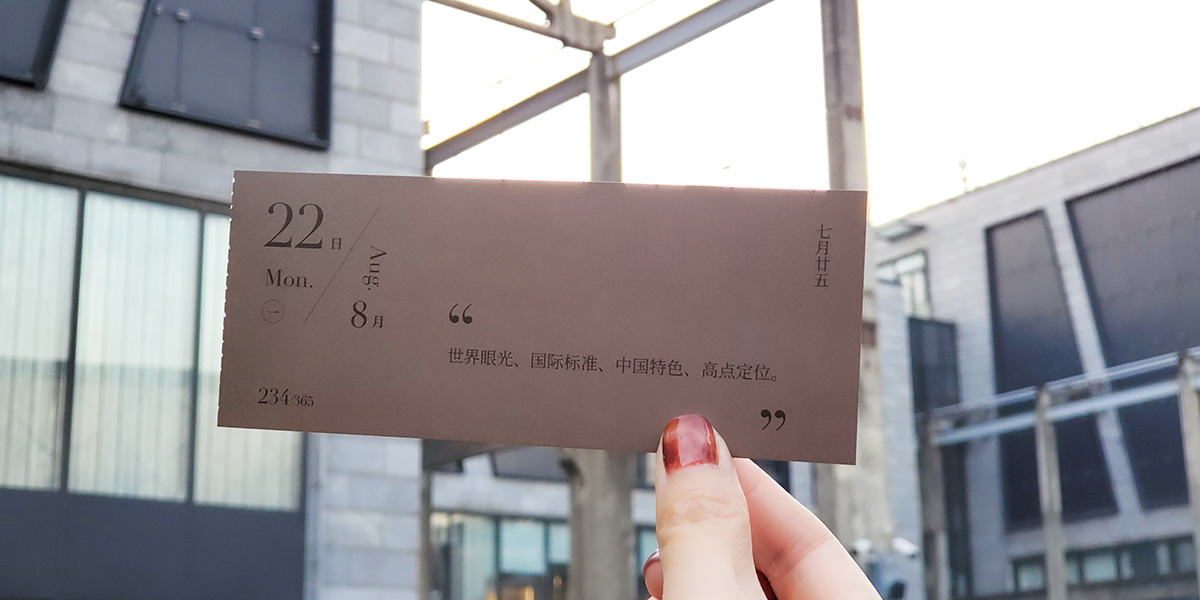 22日
Aug.
Mon.
一
8月
七月廿五
“
世界眼光、国际标准、中国特色、高点定位。
”
234/365